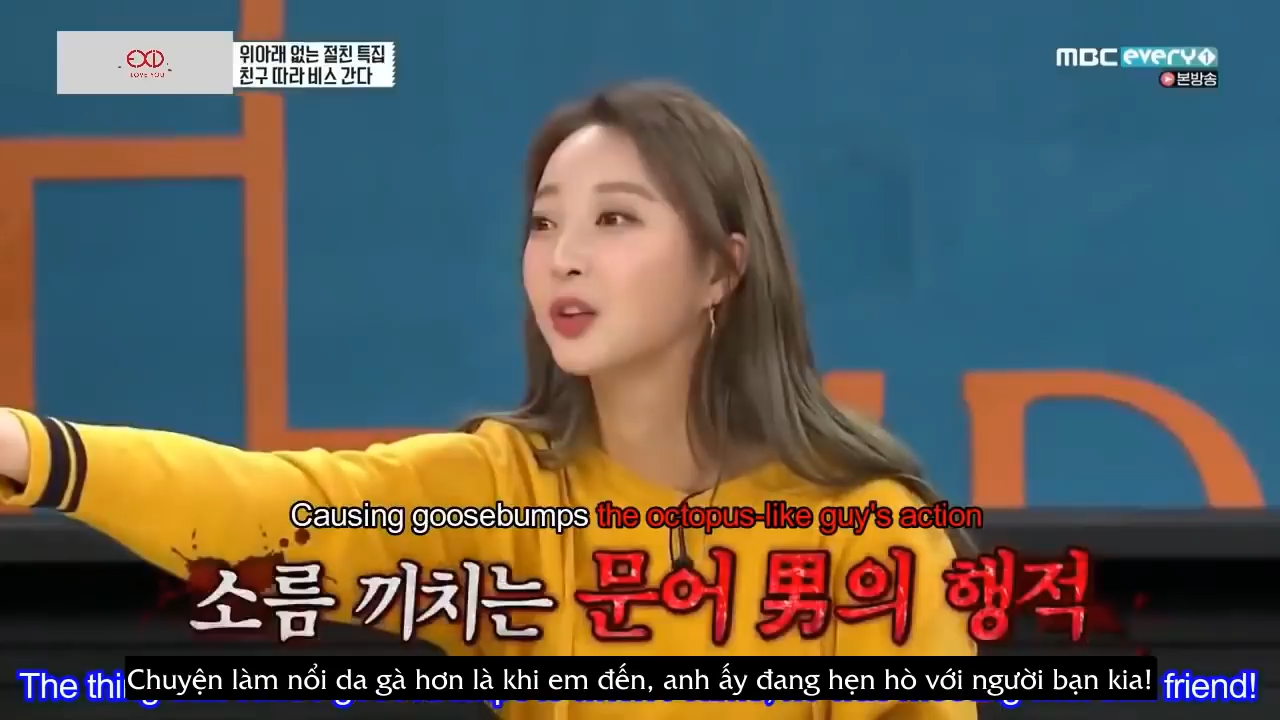 EXID
LOVE YOU
위아래 없는 절친 특집
친구 따라 비스 간다
MBC every1
본방송
Causing goosebumps the octopus-like guy's action
소름 끼치는 문어 男의 행적
The thi
Chuyện làm nổi da gà hơn là khi em đến, anh ấy đang hẹn hò với người bạn kia!
friend!